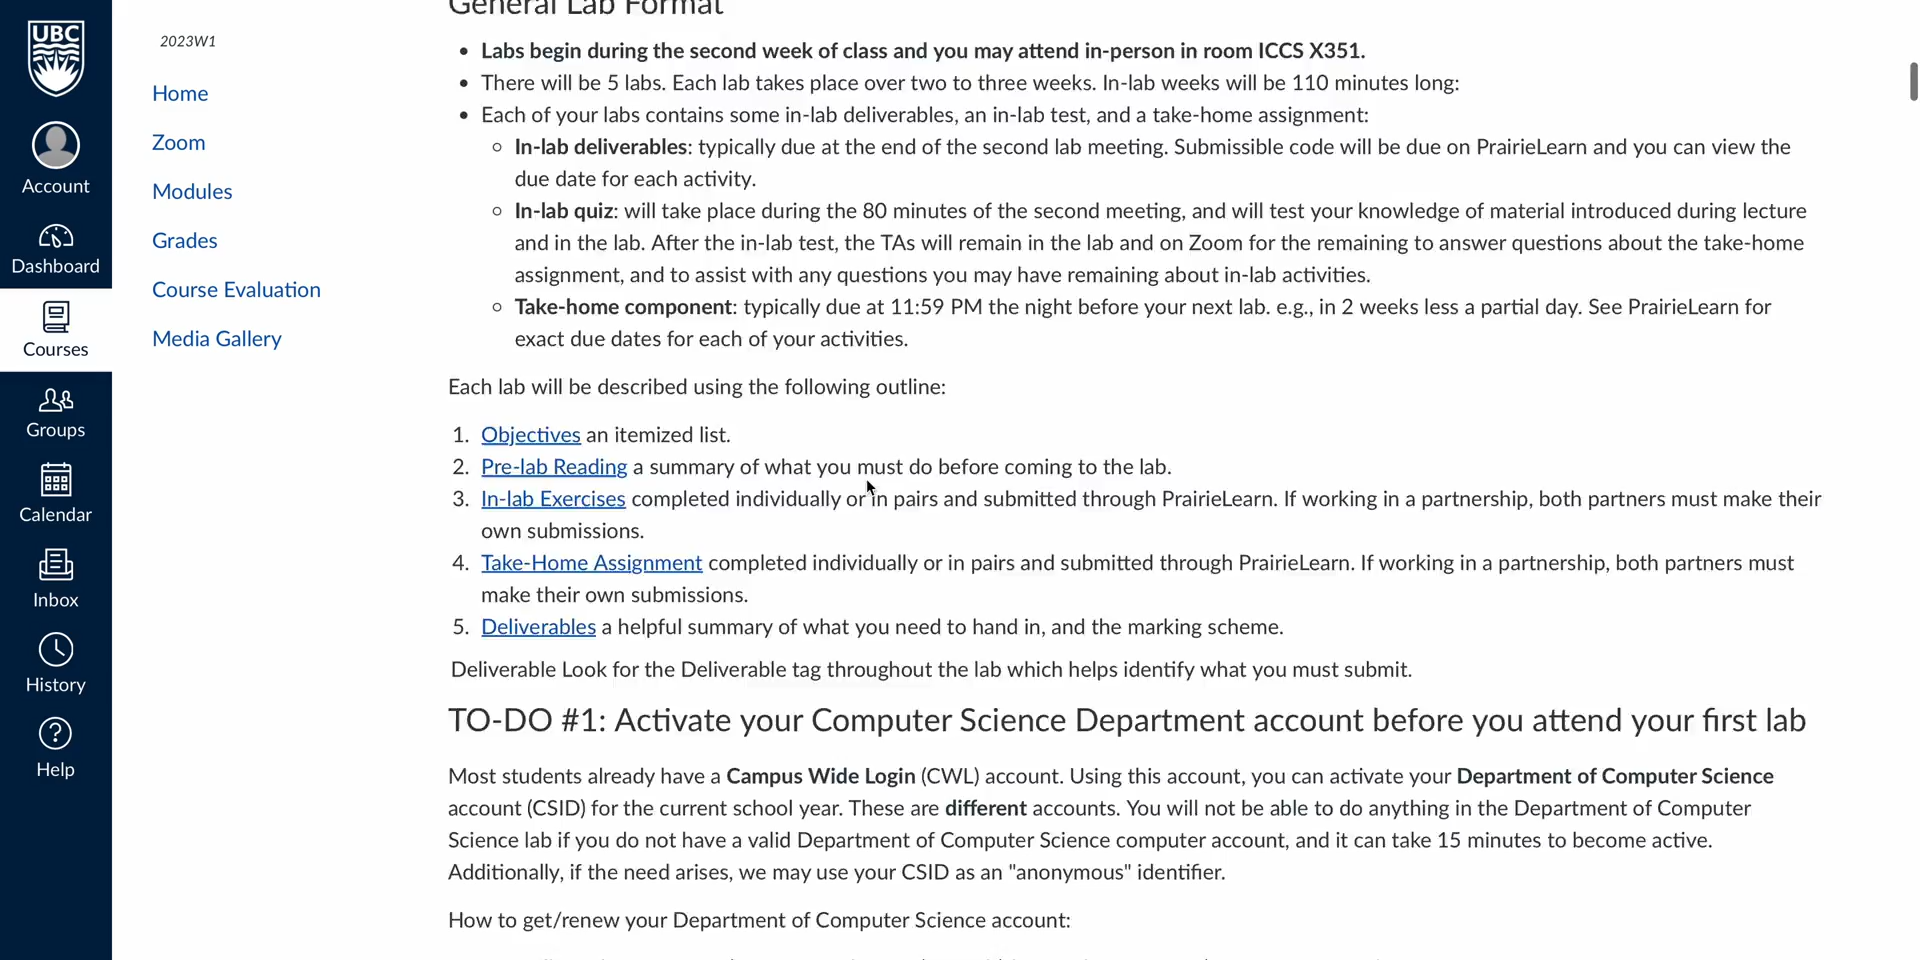 UBC
Account
Dashboard
Courses
Groups
Calendar
Inbox
History
Help
2023W1
Home
Zoom
Modules
Grades
Course Evaluation
Media Gallery
General Lab Format
• Labs begin during the second week of class and you may attend in-person in room ICCS X351.
• There will be 5 labs. Each lab takes place over two to three weeks. In-lab weeks will be 110 minutes long:
• Each of your labs contains some in-lab deliverables, an in-lab test, and a take-home assignment:
◦ In-lab deliverables: typically due at the end of the second lab meeting. Submissible code will be due on PrairieLearn and you can view the
due date for each activity.
◦ In-lab quiz: will take place during the 80 minutes of the second meeting, and will test your knowledge of material introduced during lecture
and in the lab. After the in-lab test, the TAs will remain in the lab and on Zoom for the remaining to answer questions about the take-home
assignment, and to assist with any questions you may have remaining about in-lab activities.
◦ Take-home component: typically due at 11:59 PM the night before your next lab. e.g., in 2 weeks less a partial day. See PrairieLearn for
exact due dates for each of your activities.
Each lab will be described using the following outline:
1. Objectives an itemized list.
2. Pre-lab Reading a summary of what you must do before coming to the lab.
3. In-lab Exercises completed individually or in pairs and submitted through PrairieLearn. If working in a partnership, both partners must make their
own submissions.
4. Take-Home Assignment completed individually or in pairs and submitted through PrairieLearn. If working in a partnership, both partners must
make their own submissions.
5. Deliverables a helpful summary of what you need to hand in, and the marking scheme.
Deliverable Look for the Deliverable tag throughout the lab which helps identify what you must submit.
TO-DO #1: Activate your Computer Science Department account before you attend your first lab
Most students already have a Campus Wide Login (CWL) account. Using this account, you can activate your Department of Computer Science
account (CSID) for the current school year. These are different accounts. You will not be able to do anything in the Department of Computer
Science lab if you do not have a valid Department of Computer Science computer account, and it can take 15 minutes to become active.
Additionally, if the need arises, we may use your CSID as an "anonymous" identifier.
How to get/renew your Department of Computer Science account: